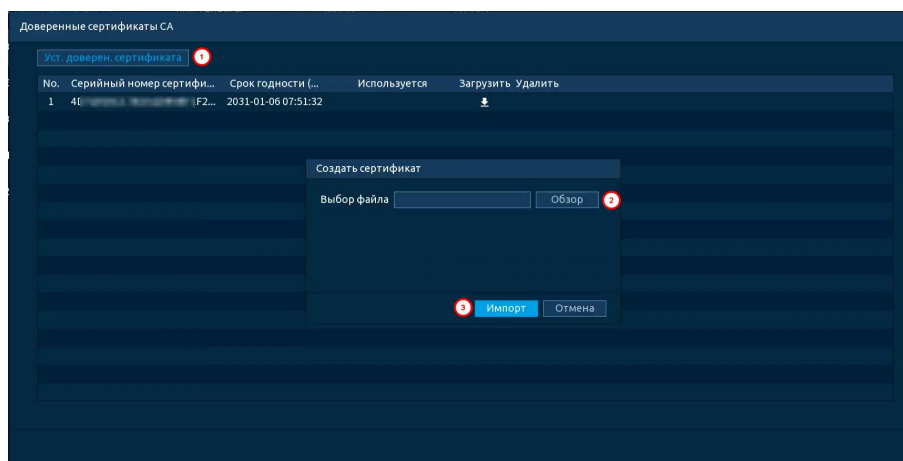 Доверенные сертификаты CA
Уст. доверен. сертификата 1
No. Серийный номер сертифи... Срок годности (... Используется Загрузить Удалить
1 4D F2... 2031-01-06 07:51:32
Создать сертификат
Выбор файла Обзор 2
3 Импорт Отмена